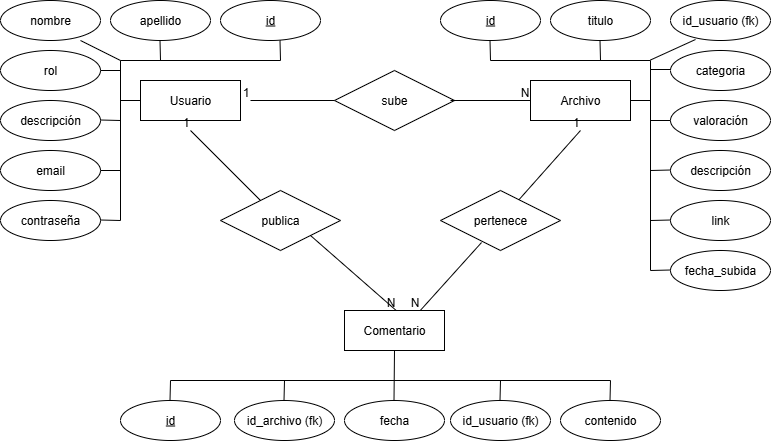 nombre
apellido
id
id
titulo
id_usuario (fk)
rol
categoria
Usuario
1
sube
N
Archivo
descripción
1
1
valoración
email
descripción
contraseña
publica
pertenece
link
fecha_subida
N
N
Comentario
id
id_archivo (fk)
fecha
id_usuario (fk)
contenido